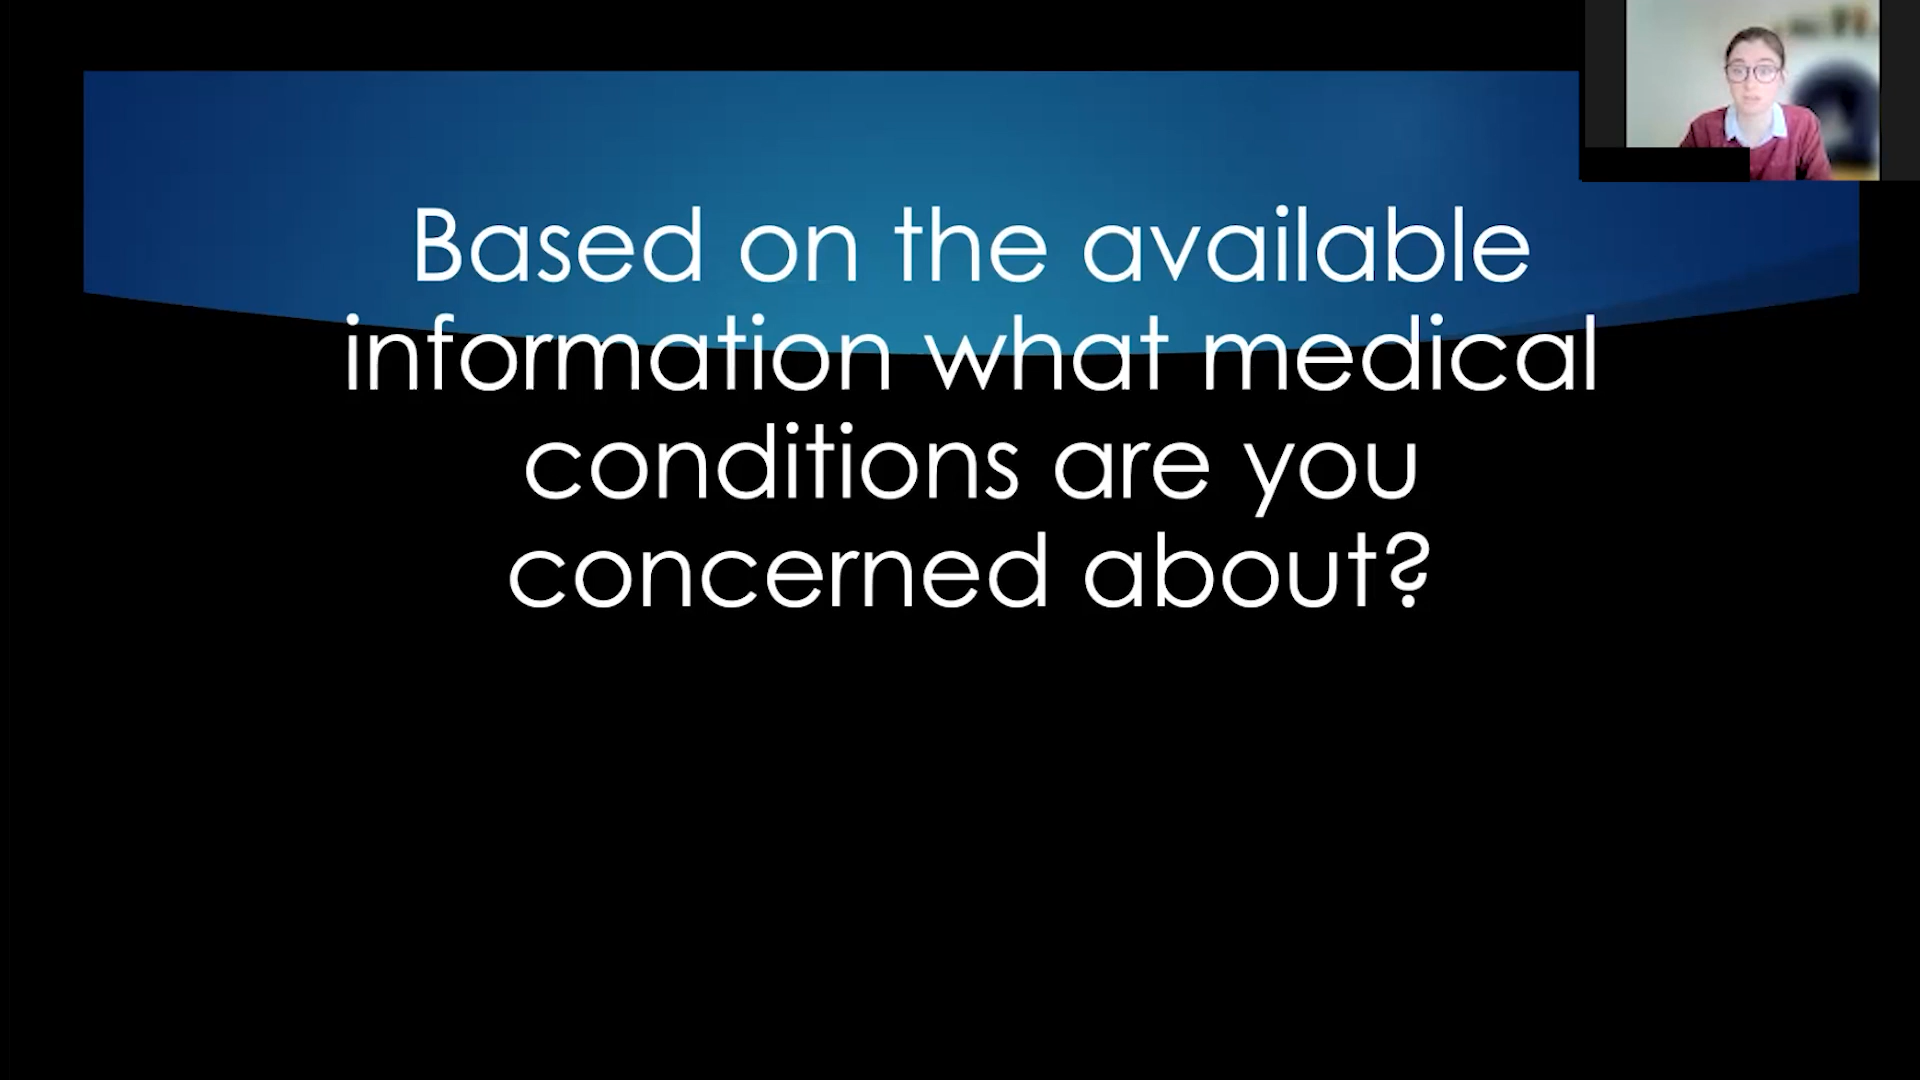 Based on the available
information what medical
conditions are you
concerned about?